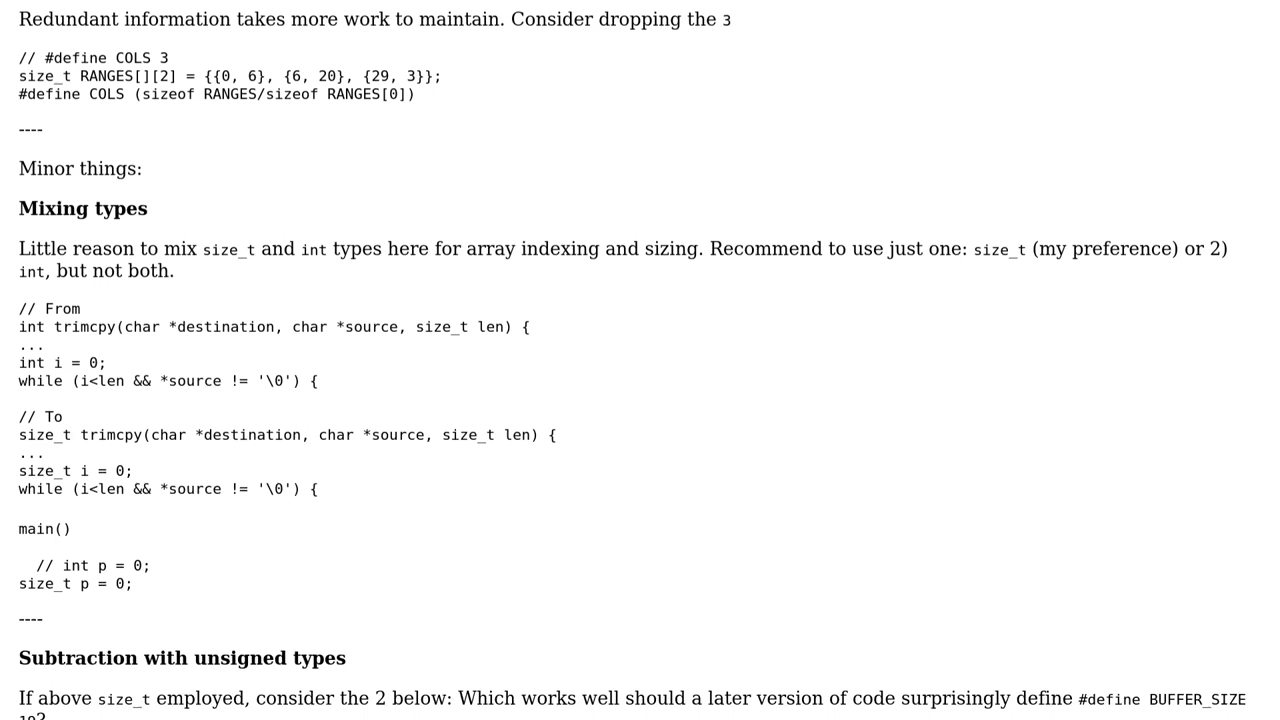 Redundant information takes more work to maintain. Consider dropping the 3
// #define COLS 3
size_t RANGES[][2] = {{0, 6}, {6, 20}, {29, 3}};
#define COLS (sizeof RANGES/sizeof RANGES[0])
----
Minor things:
Mixing types
Little reason to mix size_t and int types here for array indexing and sizing. Recommend to use just one: size_t (my preference) or 2)
int, but not both.
// From
int trimcpy(char *destination, char *source, size_t len) {
...
int i = 0;
while (i<len && *source != '\0') {
// To
size_t trimcpy(char *destination, char *source, size_t len) {
...
size_t i = 0;
while (i<len && *source != '\0') {
main()
// int p = 0;
size_t p = 0;
----
Subtraction with unsigned types
If above size_t employed, consider the 2 below: Which works well should a later version of code surprisingly define #define BUFFER_SIZE